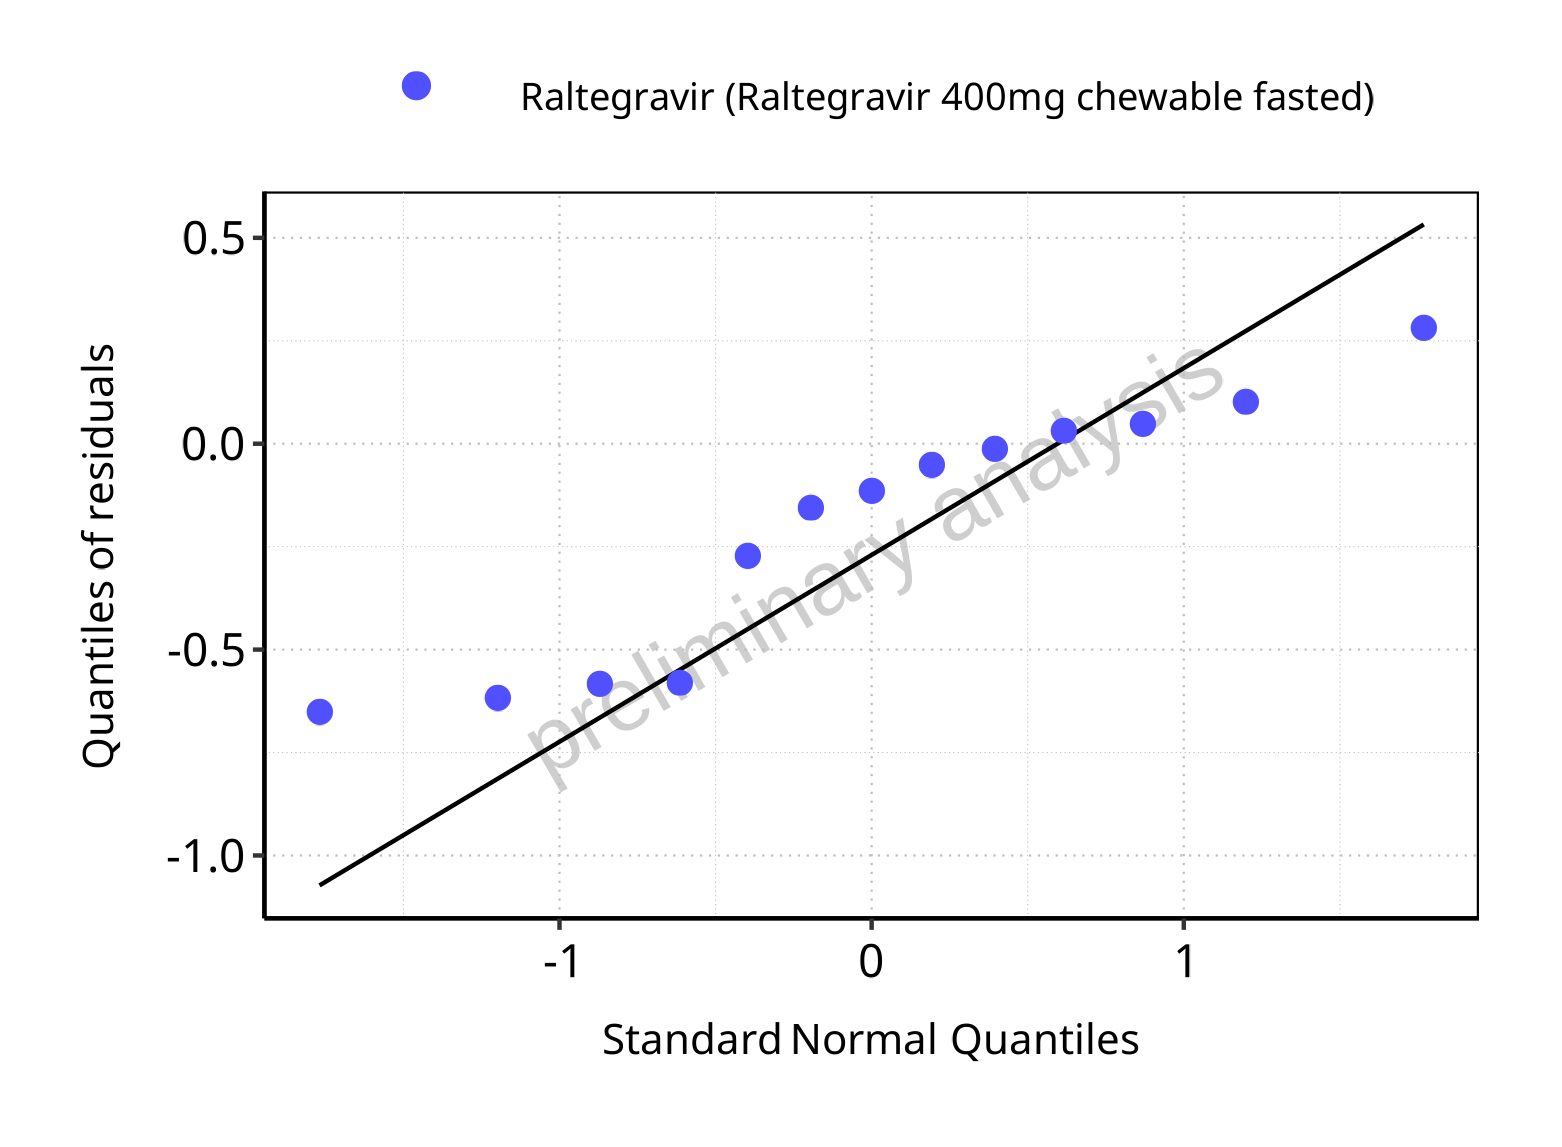 Raltegravir (Raltegravir 400mg chewable fasted)
0.5
0.0
-0.5
-1.0
Quantiles of residuals
preliminary analysis
-1
0
1
Standard Normal Quantiles